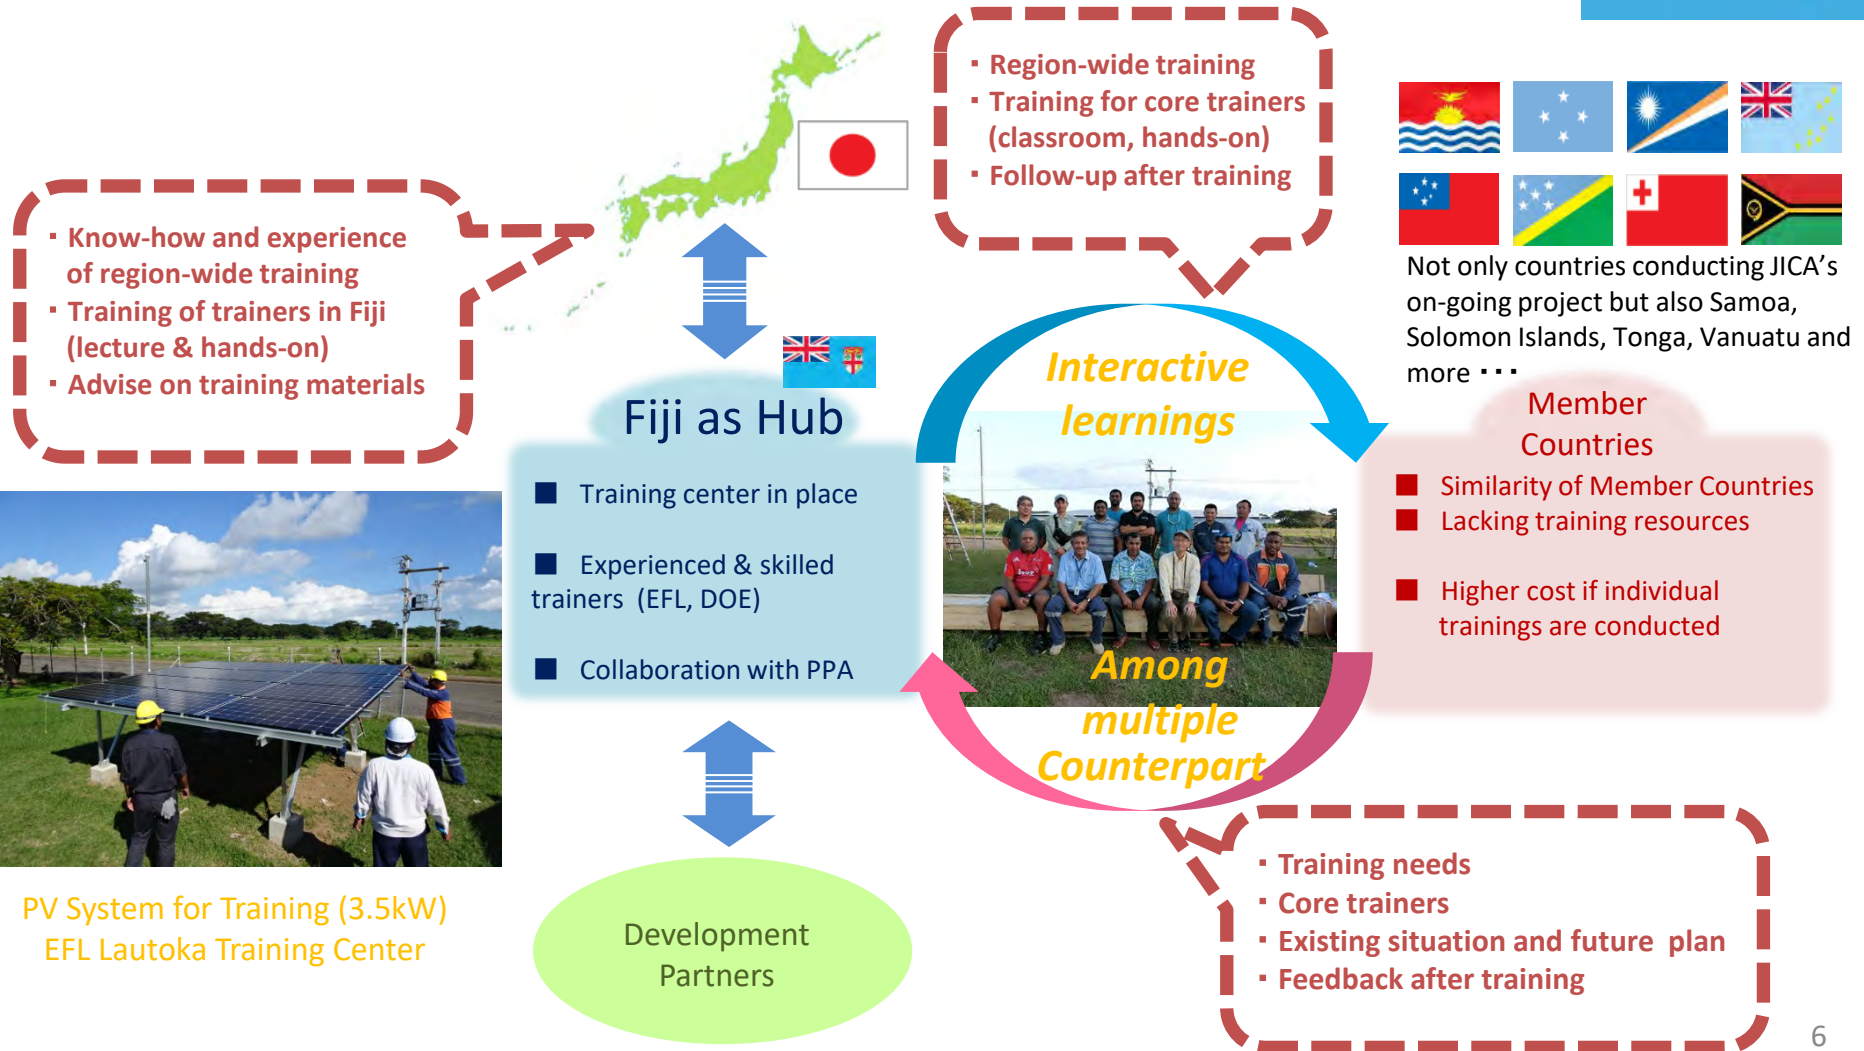 ・Region-wide training
・Training for core trainers
(classroom, hands-on)
・Follow-up after training
・Know-how and experience
of region-wide training
・Training of trainers in Fiji
(lecture & hands-on)
・Advise on training materials
Not only countries conducting JICA's
on-going project but also Samoa,
Solomon Islands, Tonga, Vanuatu and
more ・・・
Fiji as Hub
■ Training center in place
■ Experienced & skilled
trainers (EFL, DOE)
■ Collaboration with PPA
Interactive
learnings
Among
multiple
Counterpart
Member
Countries
■ Similarity of Member Countries
■ Lacking training resources
■ Higher cost if individual
trainings are conducted
PV System for Training (3.5kW)
EFL Lautoka Training Center
Development
Partners
・Training needs
・Core trainers
・Existing situation and future plan
・Feedback after training
6